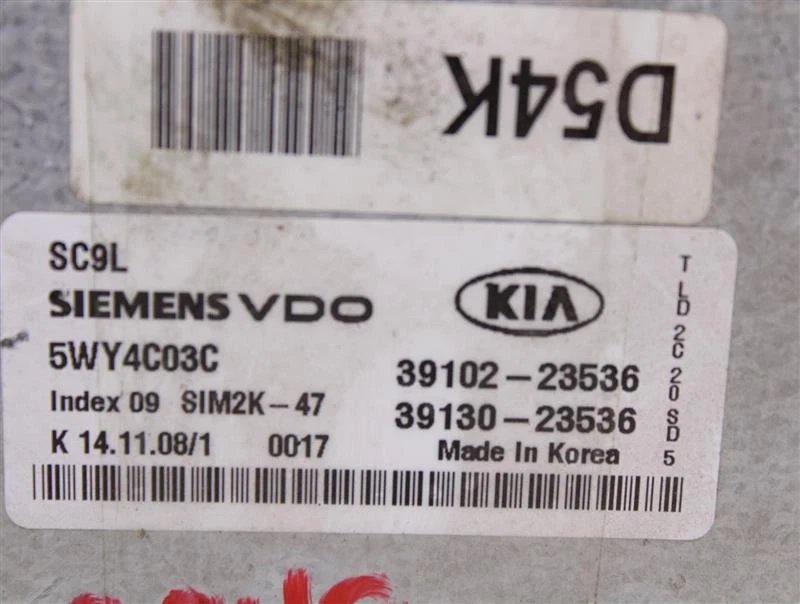 D54K
SC9L
SIEMENS VDO
KIA
5WY4C03C
39102-23536
Index 09 SIM2K-47
39130-23536
K 14.11.08/1 0017
Made In Korea
T LD 2C 20 SD 5